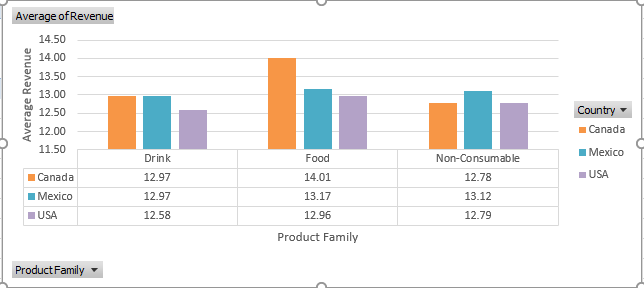 Average of Revenue
14.50
14.00
13.50
13.00
12.50
12.00
11.50
Average Revenue
Drink Food Non-Consumable
Canada 12.97 14.01 12.78
Mexico 12.97 13.17 13.12
USA 12.58 12.96 12.79
Product Family
Country
Canada
Mexico
USA
Product Family